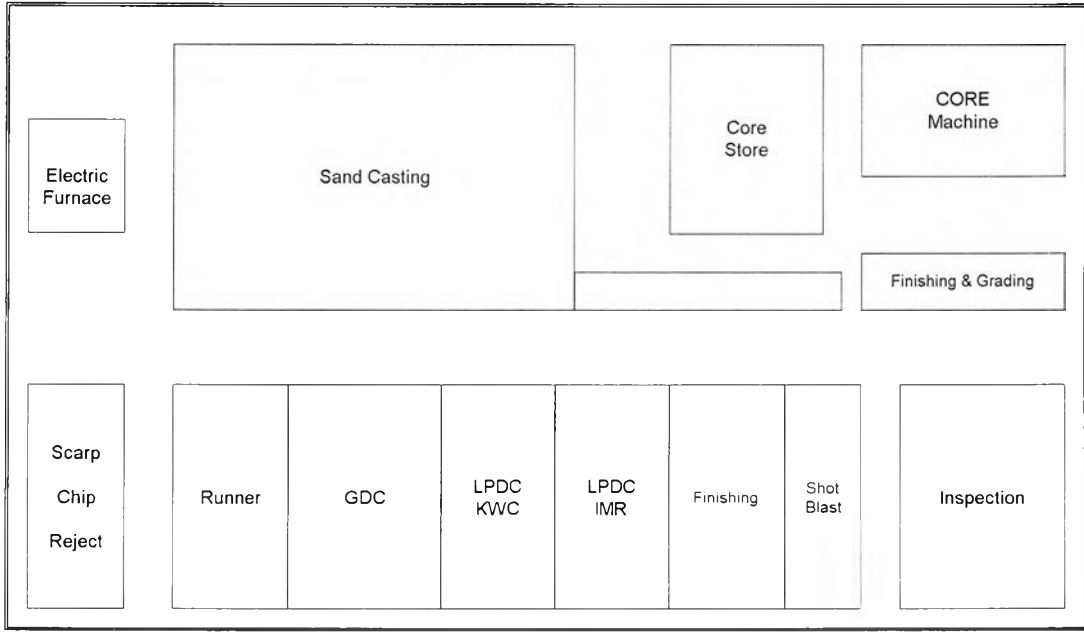 Electric
Furnace
Sand Casting
Core
Store
CORE
Machine
Finishing & Grading
Scarp
Chip
Reject
Runner
GDC
LPDC
KWC
LPDC
IMR
Finishing
Shot
Blast
Inspection